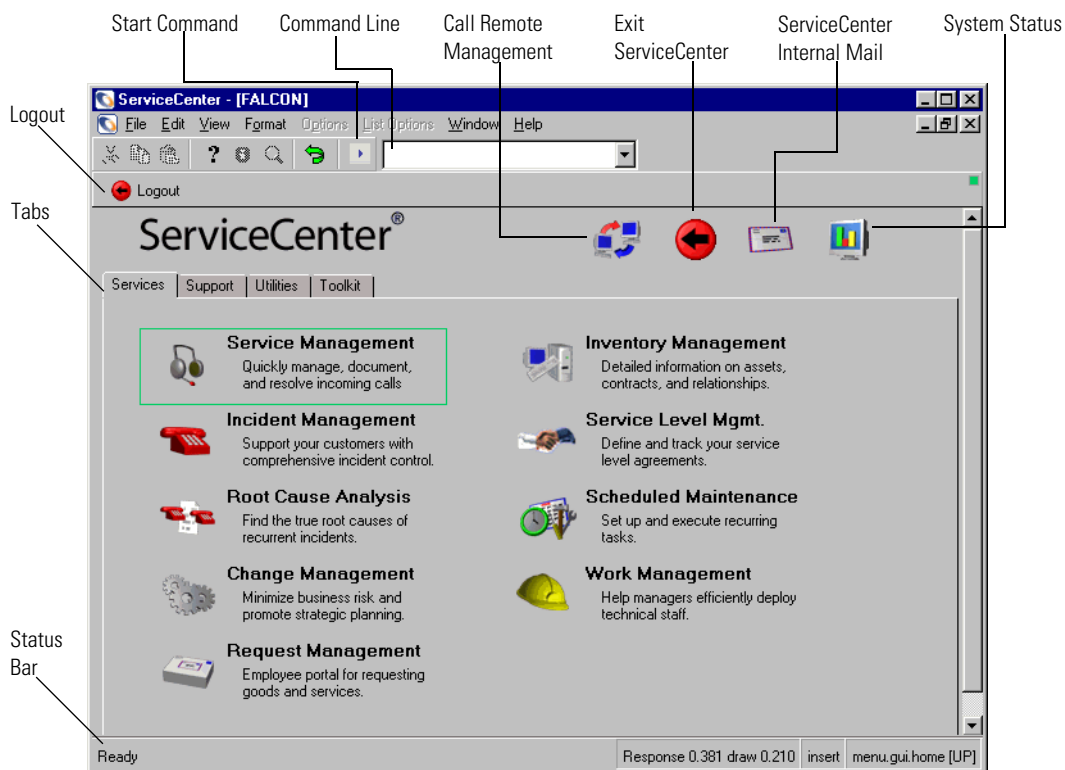 Start Command
Command Line
Call Remote
Management
Exit
ServiceCenter
ServiceCenter
Internal Mail
System Status
Logout
Tabs
Status
Bar
ServiceCenter - [FALCON]
File Edit View Format Options List Options Window Help
Logout
ServiceCenter®
Services Support Utilities Toolkit
Service Management
Quickly manage, document,
and resolve incoming calls
Incident Management
Support your customers with
comprehensive incident control.
Root Cause Analysis
Find the true root causes of
recurrent incidents.
Change Management
Minimize business risk and
promote strategic planning.
Request Management
Employee portal for requesting
goods and services.
Inventory Management
Detailed information on assets,
contracts, and relationships.
Service Level Mgmt.
Define and track your service
level agreements.
Scheduled Maintenance
Set up and execute recurring
tasks.
Work Management
Help managers efficiently deploy
technical staff.
Ready
Response 0.381 draw 0.210 insert menu.gui.home [UP]